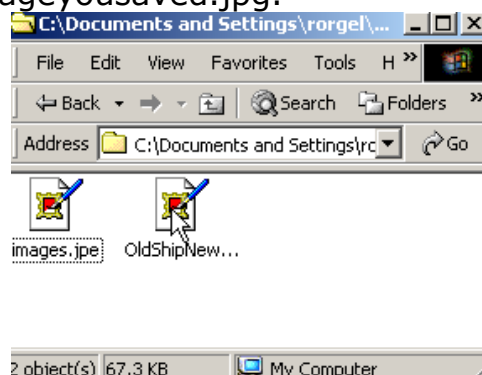 ageyousaved.jpg.
C:\Documents and Settings\rorgel\...
File Edit View Favorites Tools H »
Back Search Folders »
Address C:\Documents and Settings\rc Go
images.jpe OldShipNew...
2 object(s) 67.3 KB My Computer